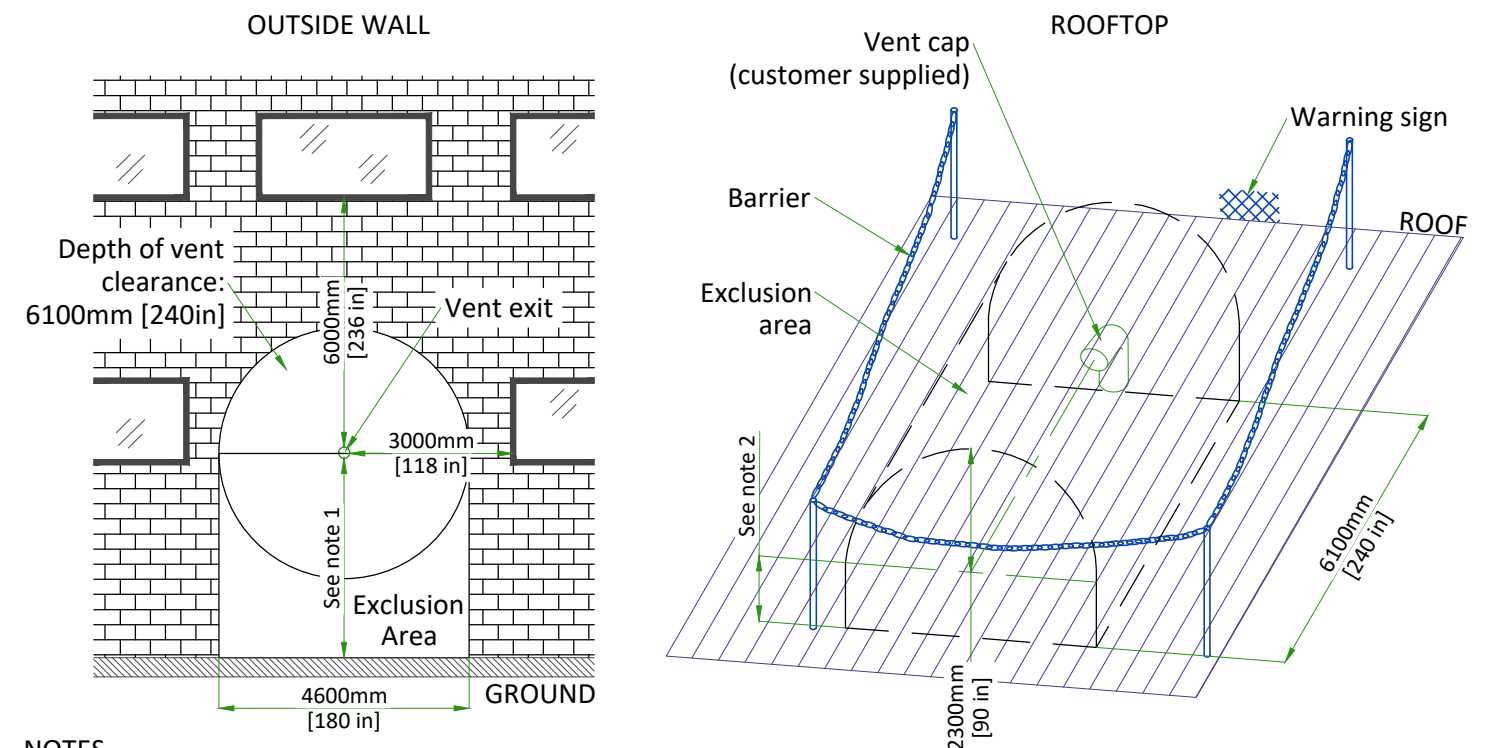 OUTSIDE WALL
Depth of vent
clearance:
6100mm [240in]
6000mm
[236 in]
Vent exit
3000mm
[118 in]
See note 1
Exclusion
Area
4600mm
[180 in]
GROUND
NOTES
ROOFTOP
Vent cap
(customer supplied)
Warning sign
Barrier
ROOF
Exclusion
area
See note 2
6100mm
[240 in]
2300mm
[90 in]